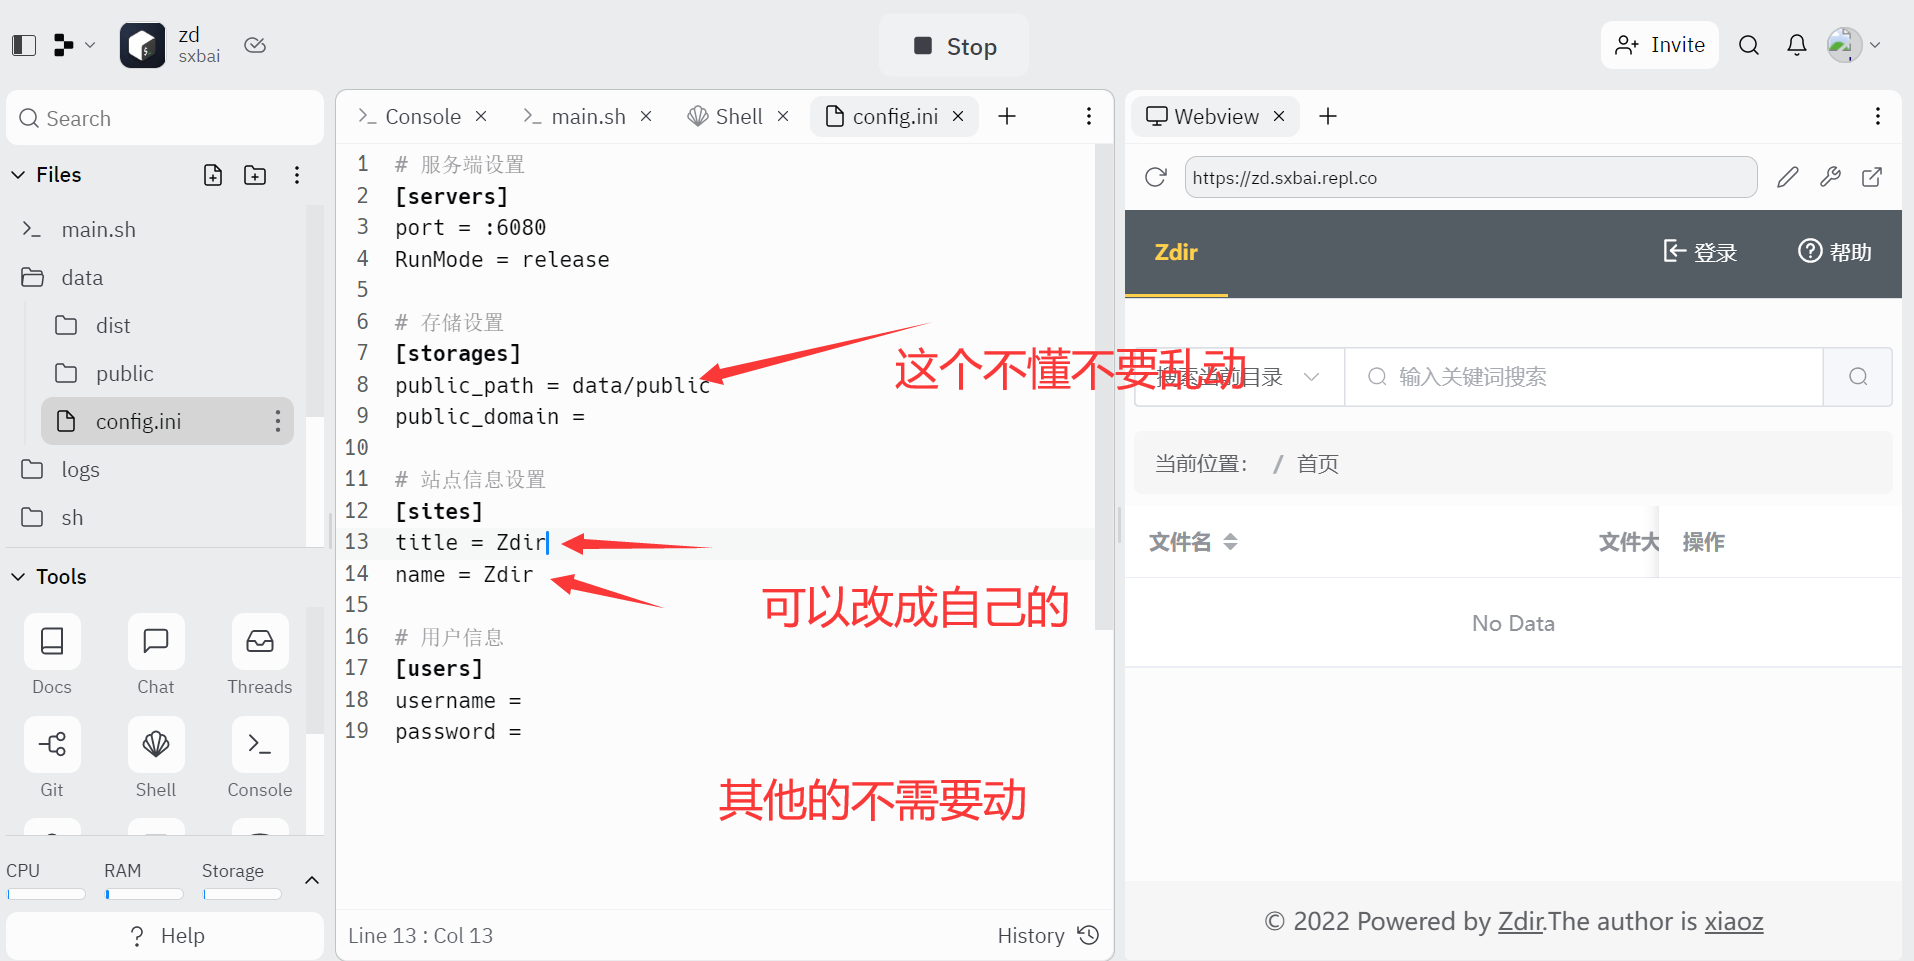 zd
sxbai
Stop
Invite
Search
Files
main.sh
data
dist
public
config.ini
logs
sh
Tools
Docs
Chat
Threads
Git
Shell
Console
CPU
RAM
Storage
Help
Console
main.sh
Shell
config.ini
1 # 服务端设置
2 [servers]
3 port = :6080
4 RunMode = release
5
6 # 存储设置
7 [storages]
8 public_path = data/public
9 public_domain =
10
11 # 站点信息设置
12 [sites]
13 title = Zdir
14 name = Zdir
15
16 # 用户信息
17 [users]
18 username =
19 password =
这个不懂不要乱动
可以改成自己的
其他的不需要动
Line 13 : Col 13
History
Webview
https://zd.sxbai.repl.co
Zdir
登录
帮助
搜索当前目录
输入关键词搜索
当前位置： / 首页
文件名
文件大
操作
No Data
© 2022 Powered by Zdir.The author is xiaoz